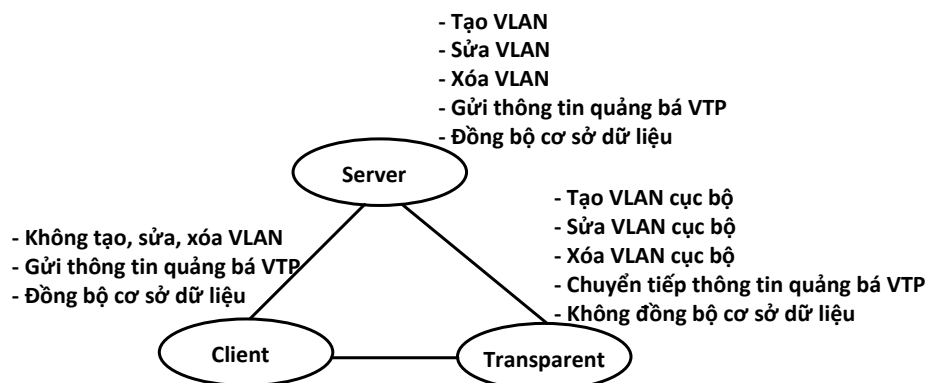 - Tạo VLAN
- Sửa VLAN
- Xóa VLAN
- Gửi thông tin quảng bá VTP
- Đồng bộ cơ sở dữ liệu
Server
- Tạo VLAN cục bộ
- Sửa VLAN cục bộ
- Xóa VLAN cục bộ
- Chuyển tiếp thông tin quảng bá VTP
- Không đồng bộ cơ sở dữ liệu
- Không tạo, sửa, xóa VLAN
- Gửi thông tin quảng bá VTP
- Đồng bộ cơ sở dữ liệu
Client
Transparent